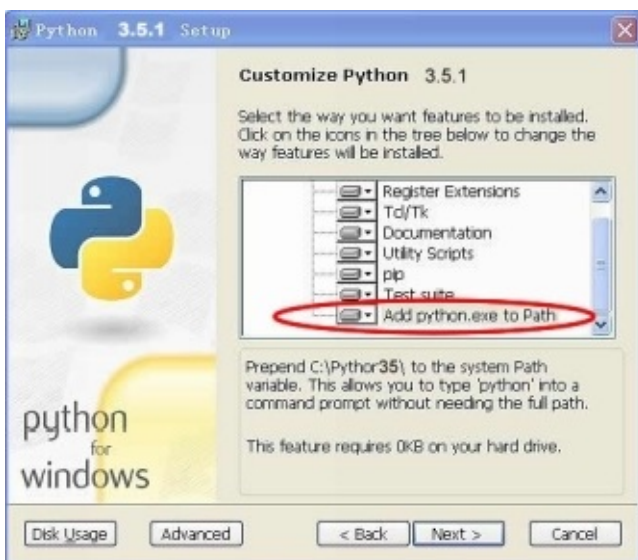 Python 3.5.1 Setup
Customize Python 3.5.1
Select the way you want features to be installed.
Click on the icons in the tree below to change the
way features will be installed.
Register Extensions
Tcl/Tk
Documentation
Utility Scripts
pip
Test suite
Add python.exe to Path
Prepend C:\Python35\ to the system Path
variable. This allows you to type 'python' into a
command prompt without needing the full path.
This feature requires 0KB on your hard drive.
python
for
windows
Disk Usage
Advanced
< Back
Next >
Cancel